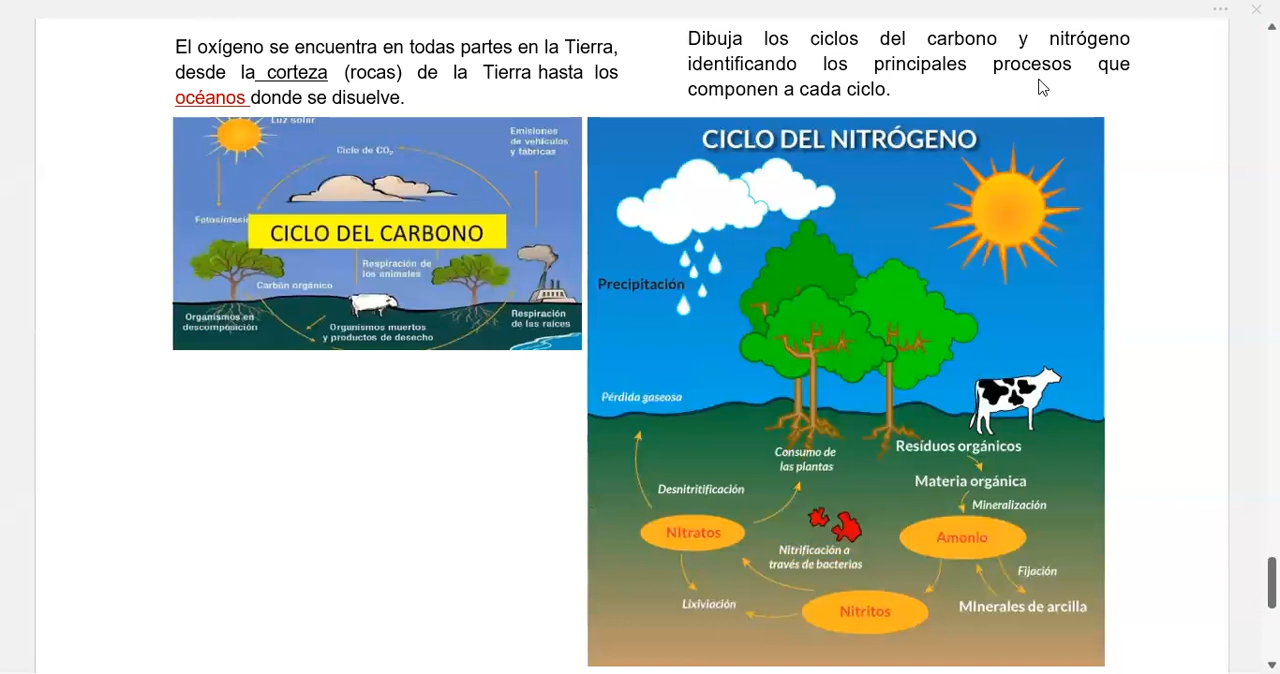 El oxígeno se encuentra en todas partes en la Tierra,
desde la corteza (rocas) de la Tierra hasta los
océanos donde se disuelve.
Dibuja los ciclos del carbono y nitrógeno
identificando los principales procesos que
componen a cada ciclo.
Luz solar
Emisiones
de vehículos
y fábricas
Ciclo de CO₂
Fotosíntesis
CICLO DEL CARBONO
Respiración de
los animales
Carbón orgánico
Organismos en
descomposición
Organismos muertos
y productos de desecho
Respiración
de las raíces
CICLO DEL NITRÓGENO
Precipitación
Pérdida gaseosa
Consumo de
las plantas
Residuos orgánicos
Materia orgánica
Mineralización
Desnitritificación
Nitratos
Nitrificación a
través de bacterias
Amonio
Fijación
Lixiviación
Nitritos
MInerales de arcilla